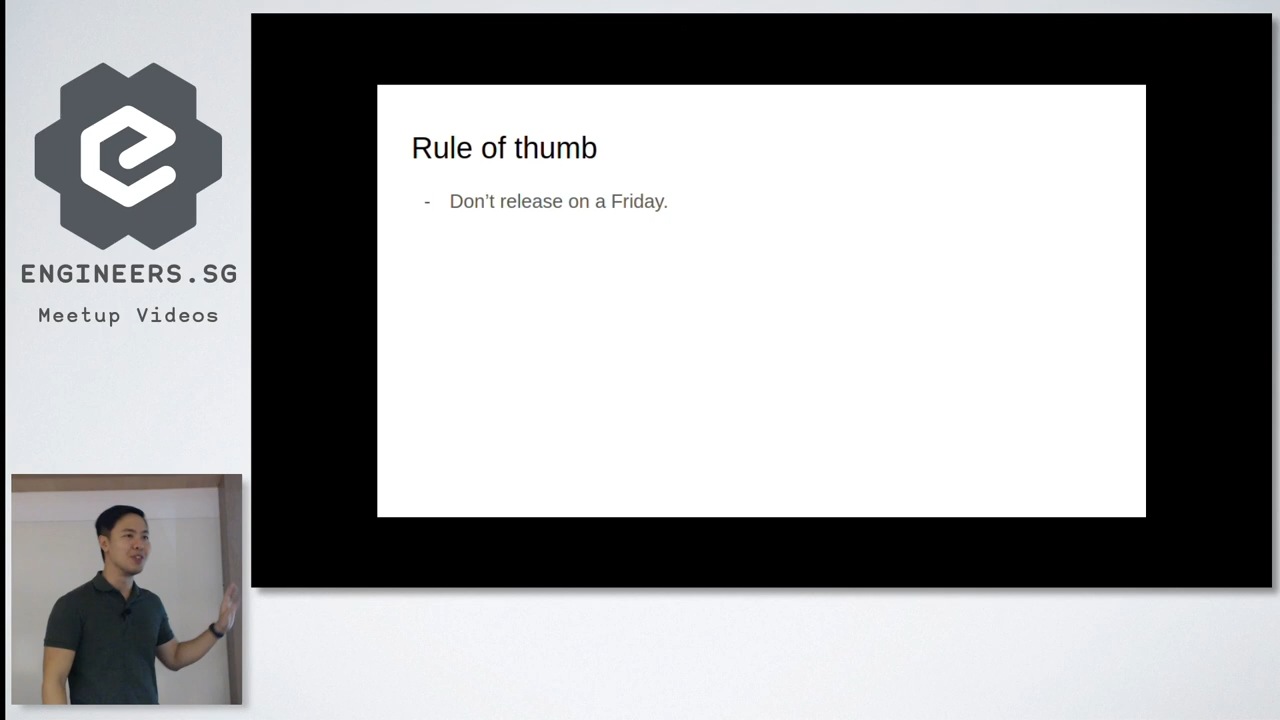 ENGINEERS.SG
Meetup Videos
Rule of thumb
- Don’t release on a Friday.